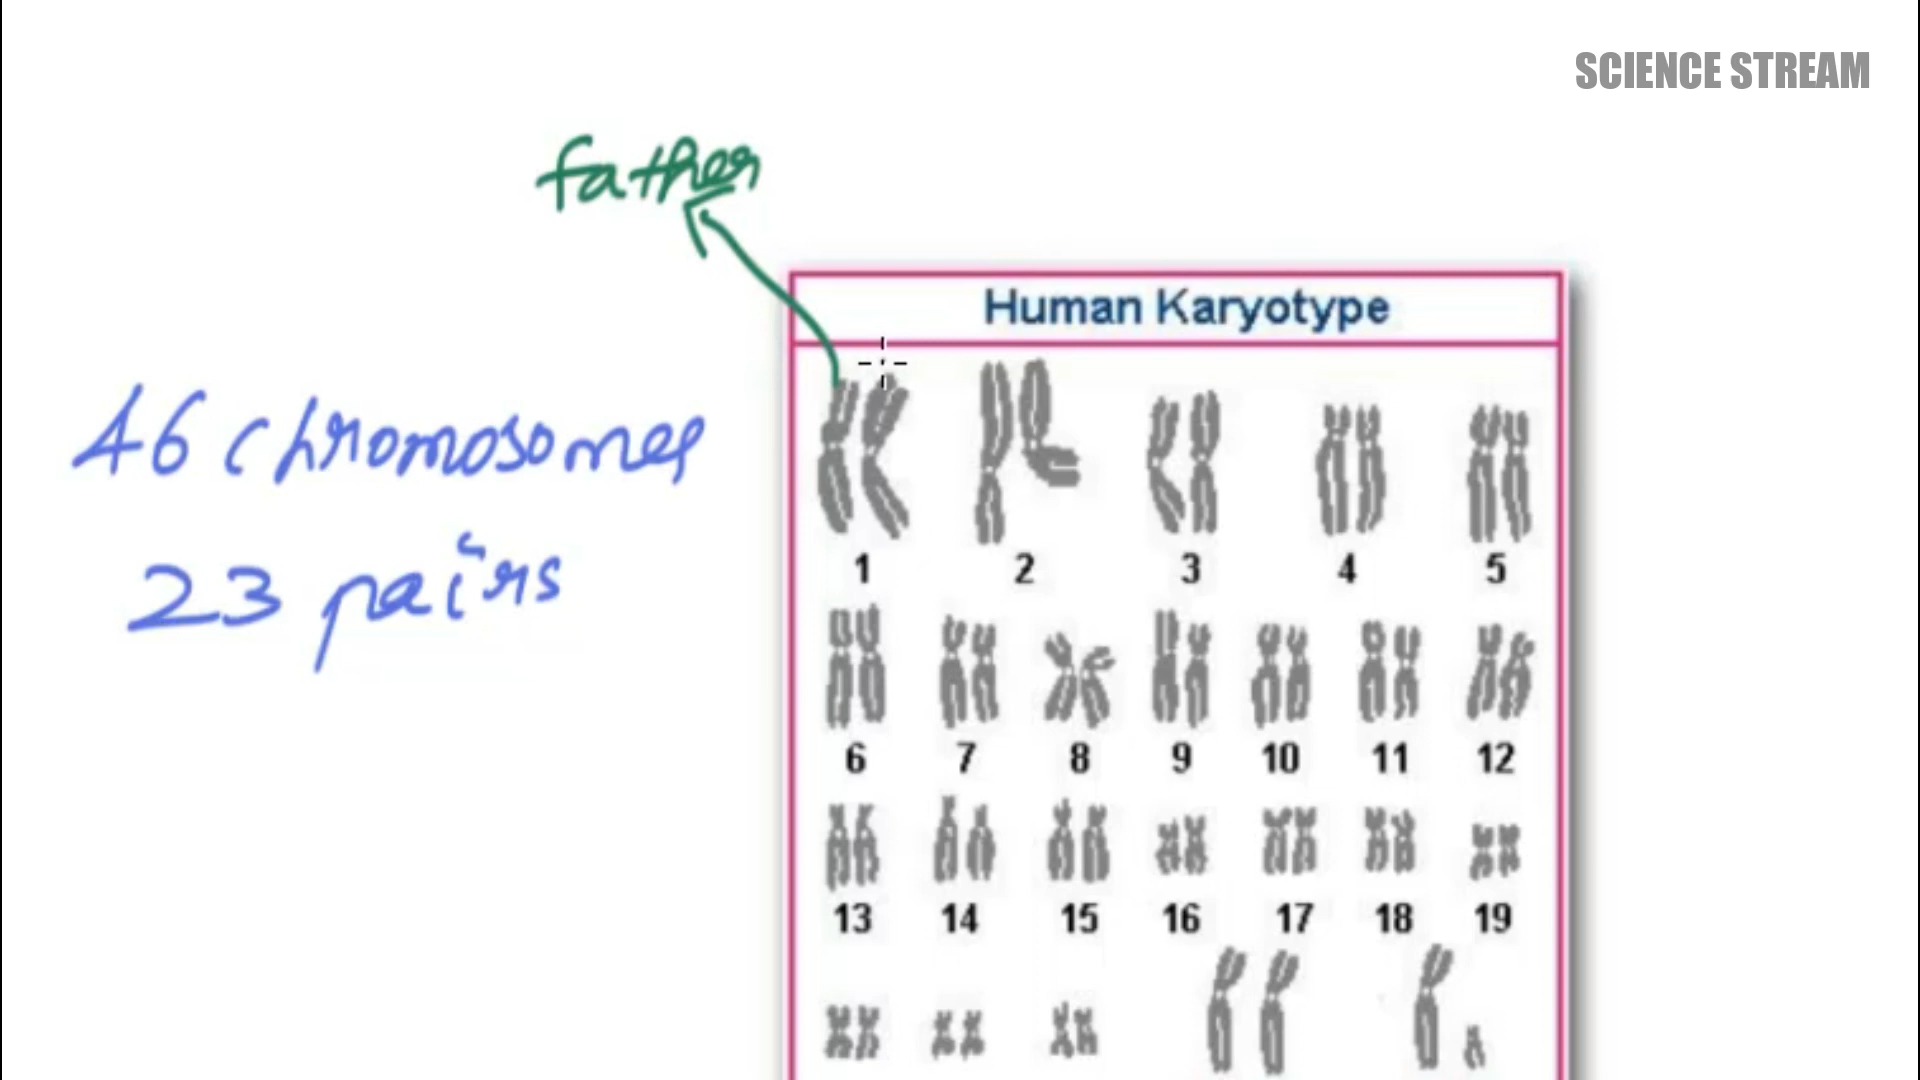 SCIENCE STREAM
father
Human Karyotype
46 chromosomes
23 pairs
1 2 3 4 5
6 7 8 9 10 11 12
13 14 15 16 17 18 19